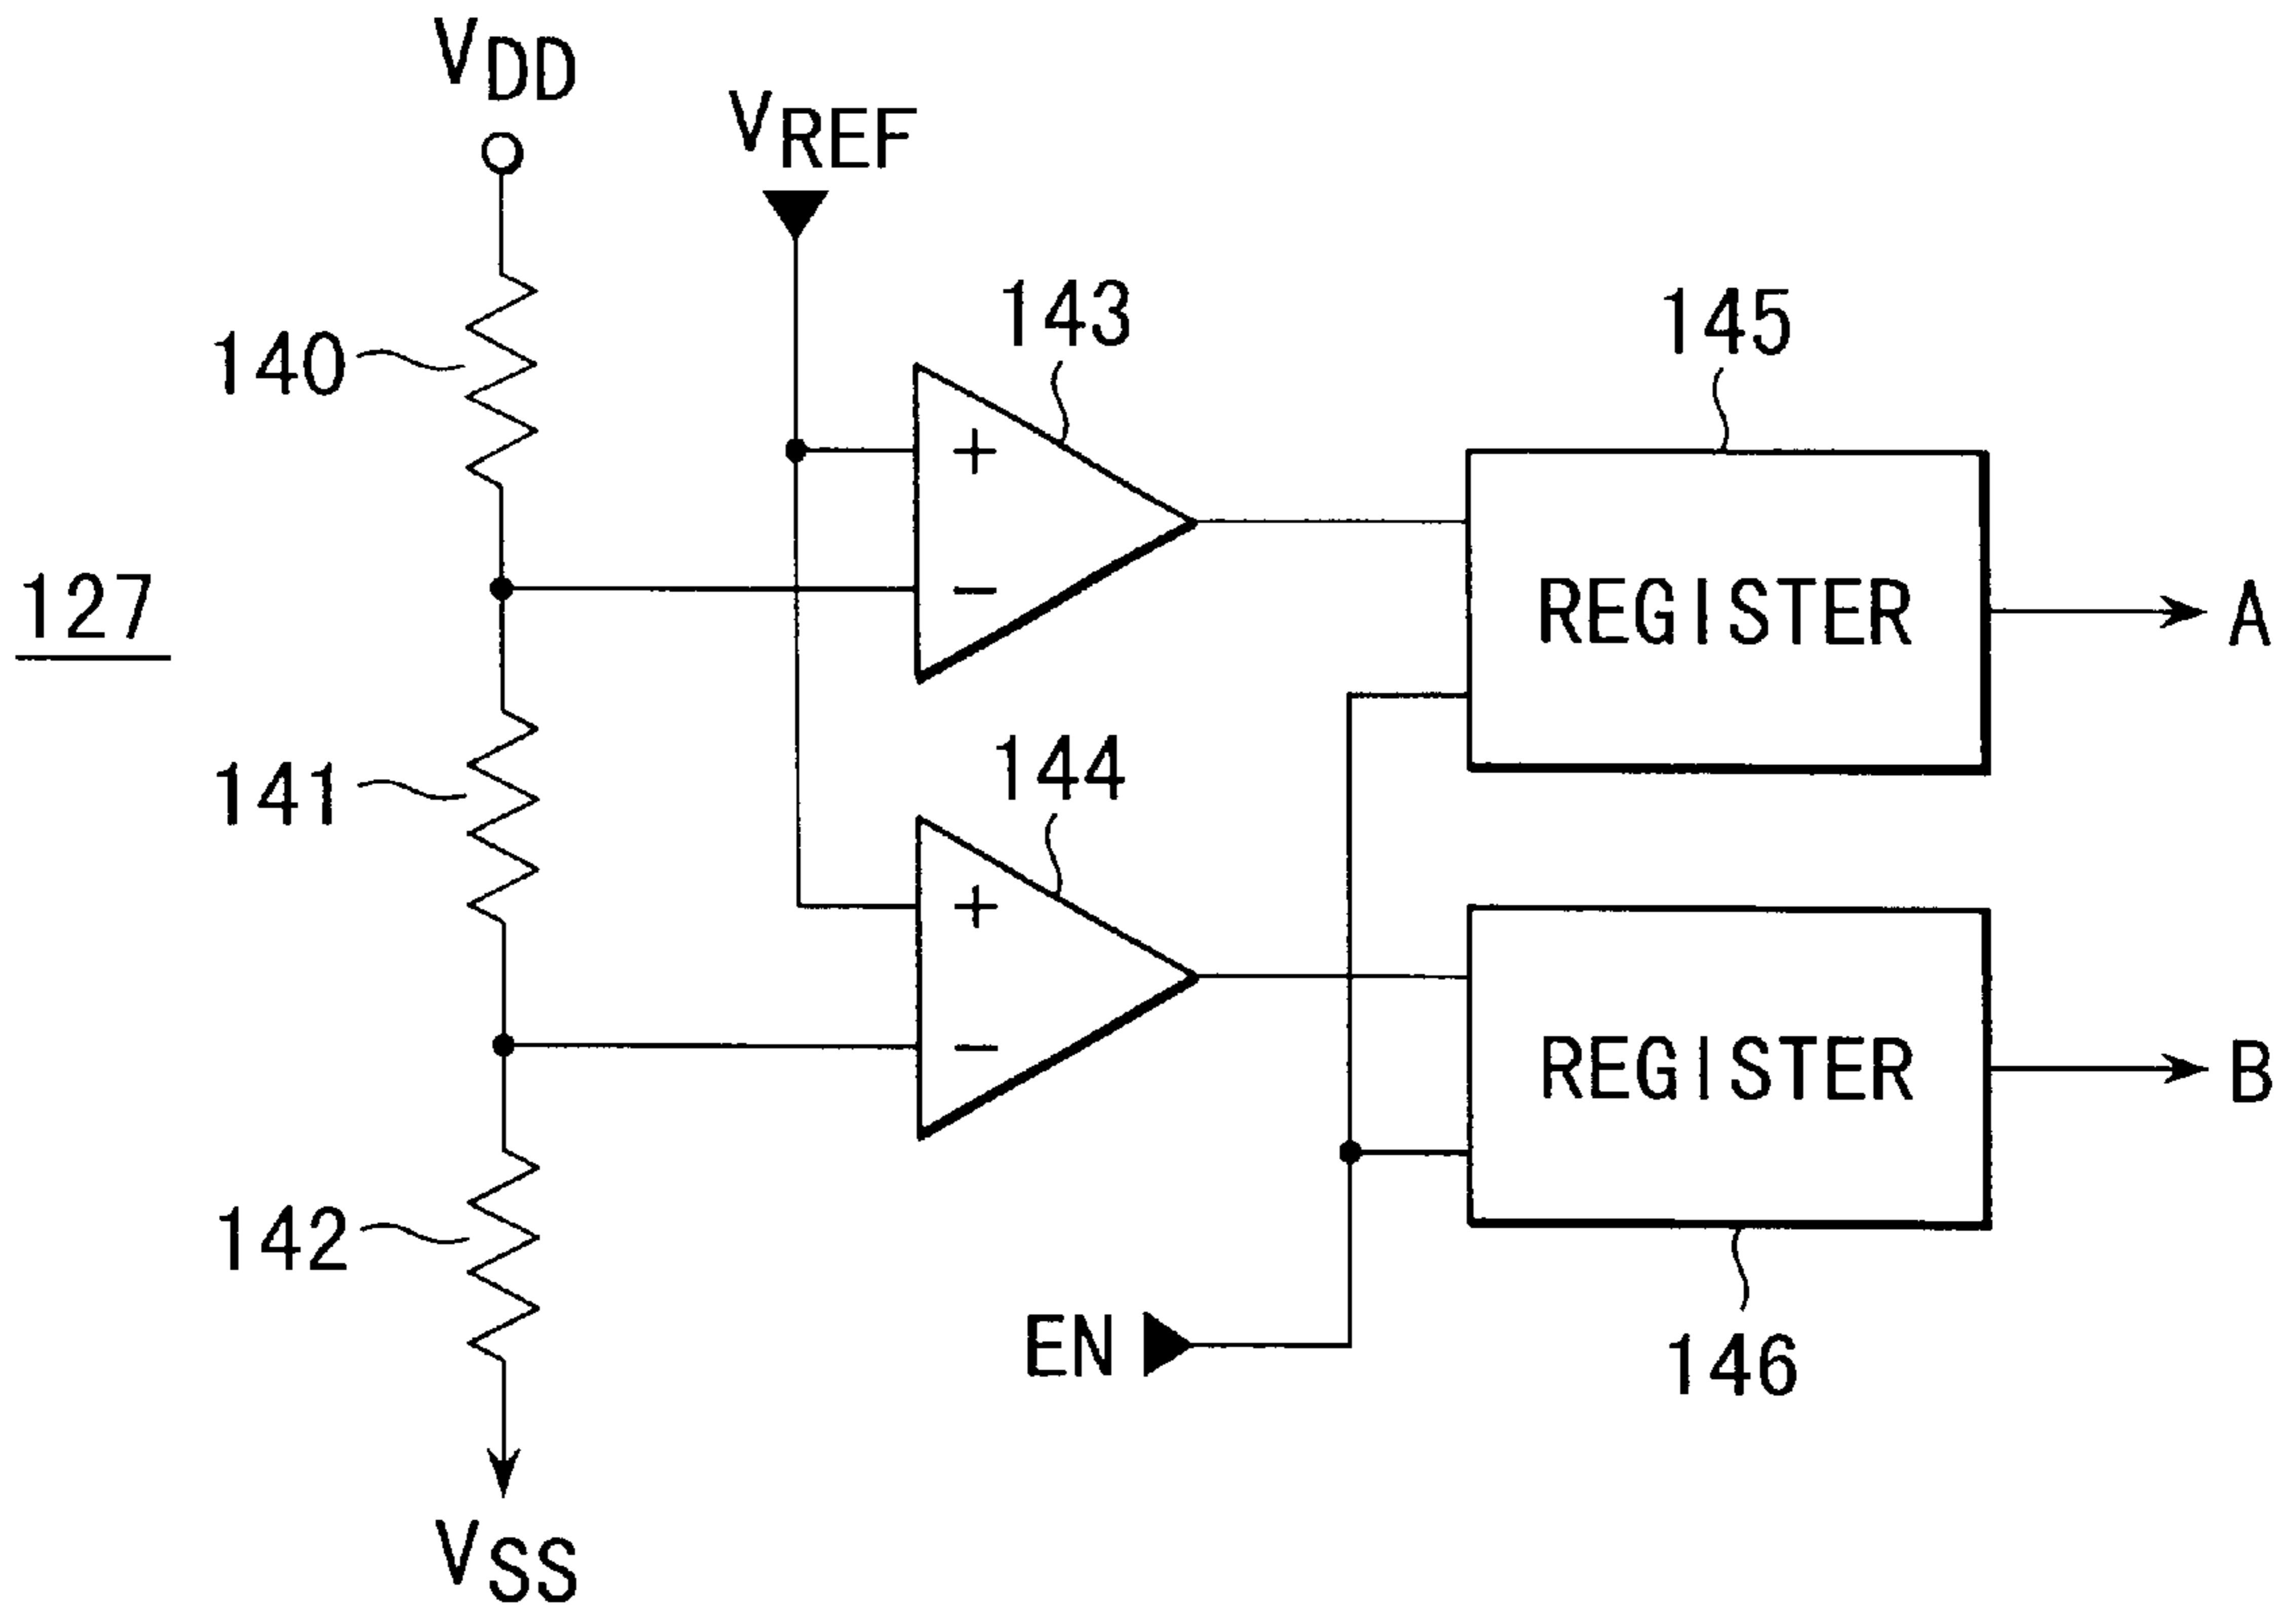 VDD
VREF
143
145
140
+
−
127
REGISTER
A
141
144
+
−
REGISTER
B
142
EN
146
VSS